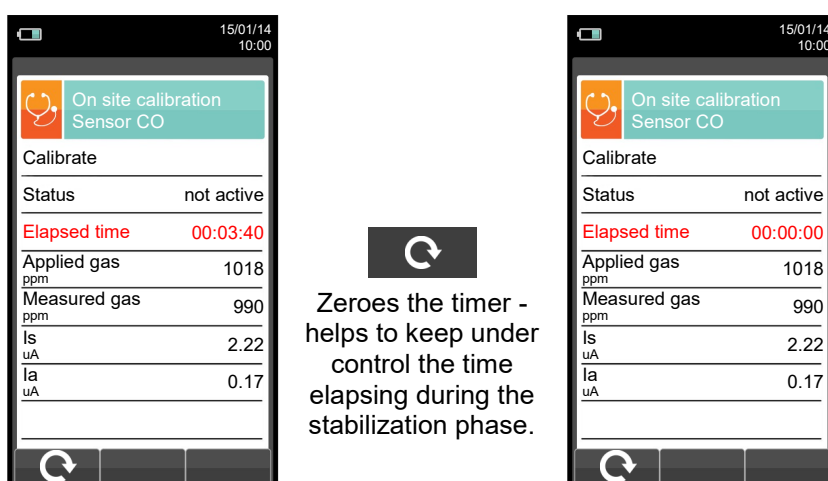 15/01/14
10:00
On site calibration
Sensor CO
Calibrate
Status not active
Elapsed time 00:03:40
Applied gas 1018
ppm
Measured gas 990
ppm
Is 2.22
uA
Ia 0.17
uA
Zeroes the timer -
helps to keep under
control the time
elapsing during the
stabilization phase.
15/01/14
10:00
On site calibration
Sensor CO
Calibrate
Status not active
Elapsed time 00:00:00
Applied gas 1018
ppm
Measured gas 990
ppm
Is 2.22
uA
Ia 0.17
uA